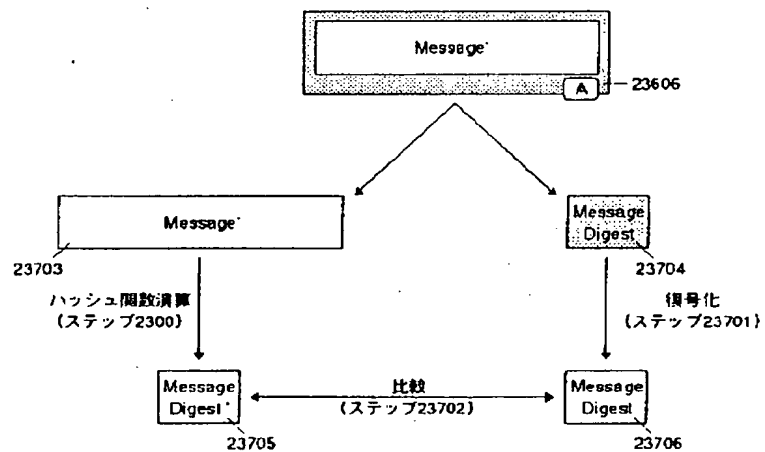 Message'
A
23606
Message'
Message
Digest
23703
23704
ハッシュ関数演算
(ステップ2300)
復号化
(ステップ23701)
Message
Digest'
比較
(ステップ23702)
Message
Digest
23705
23706